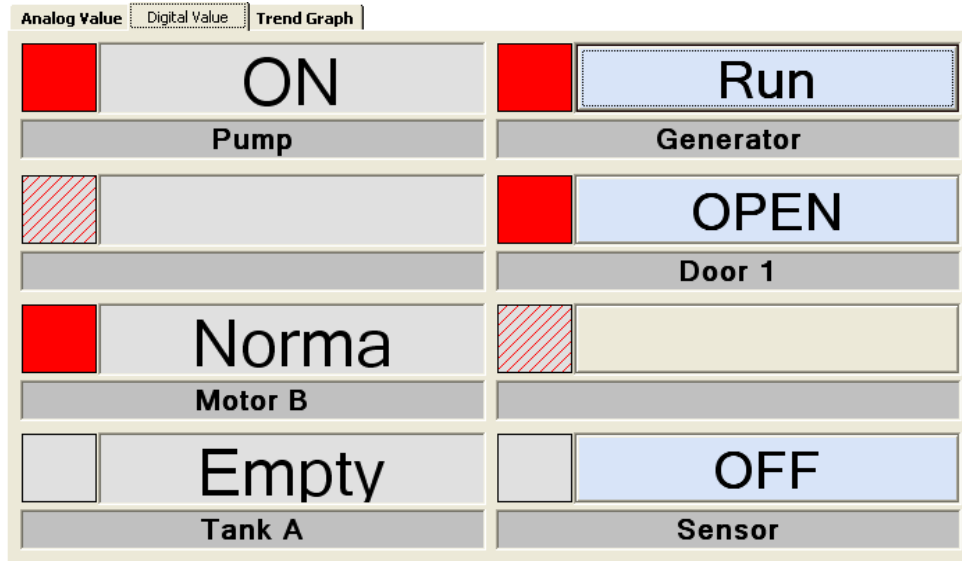 Analog Value Digital Value Trend Graph
ON Run
Pump Generator
OPEN
Door 1
Norma
Motor B
Empty OFF
Tank A Sensor